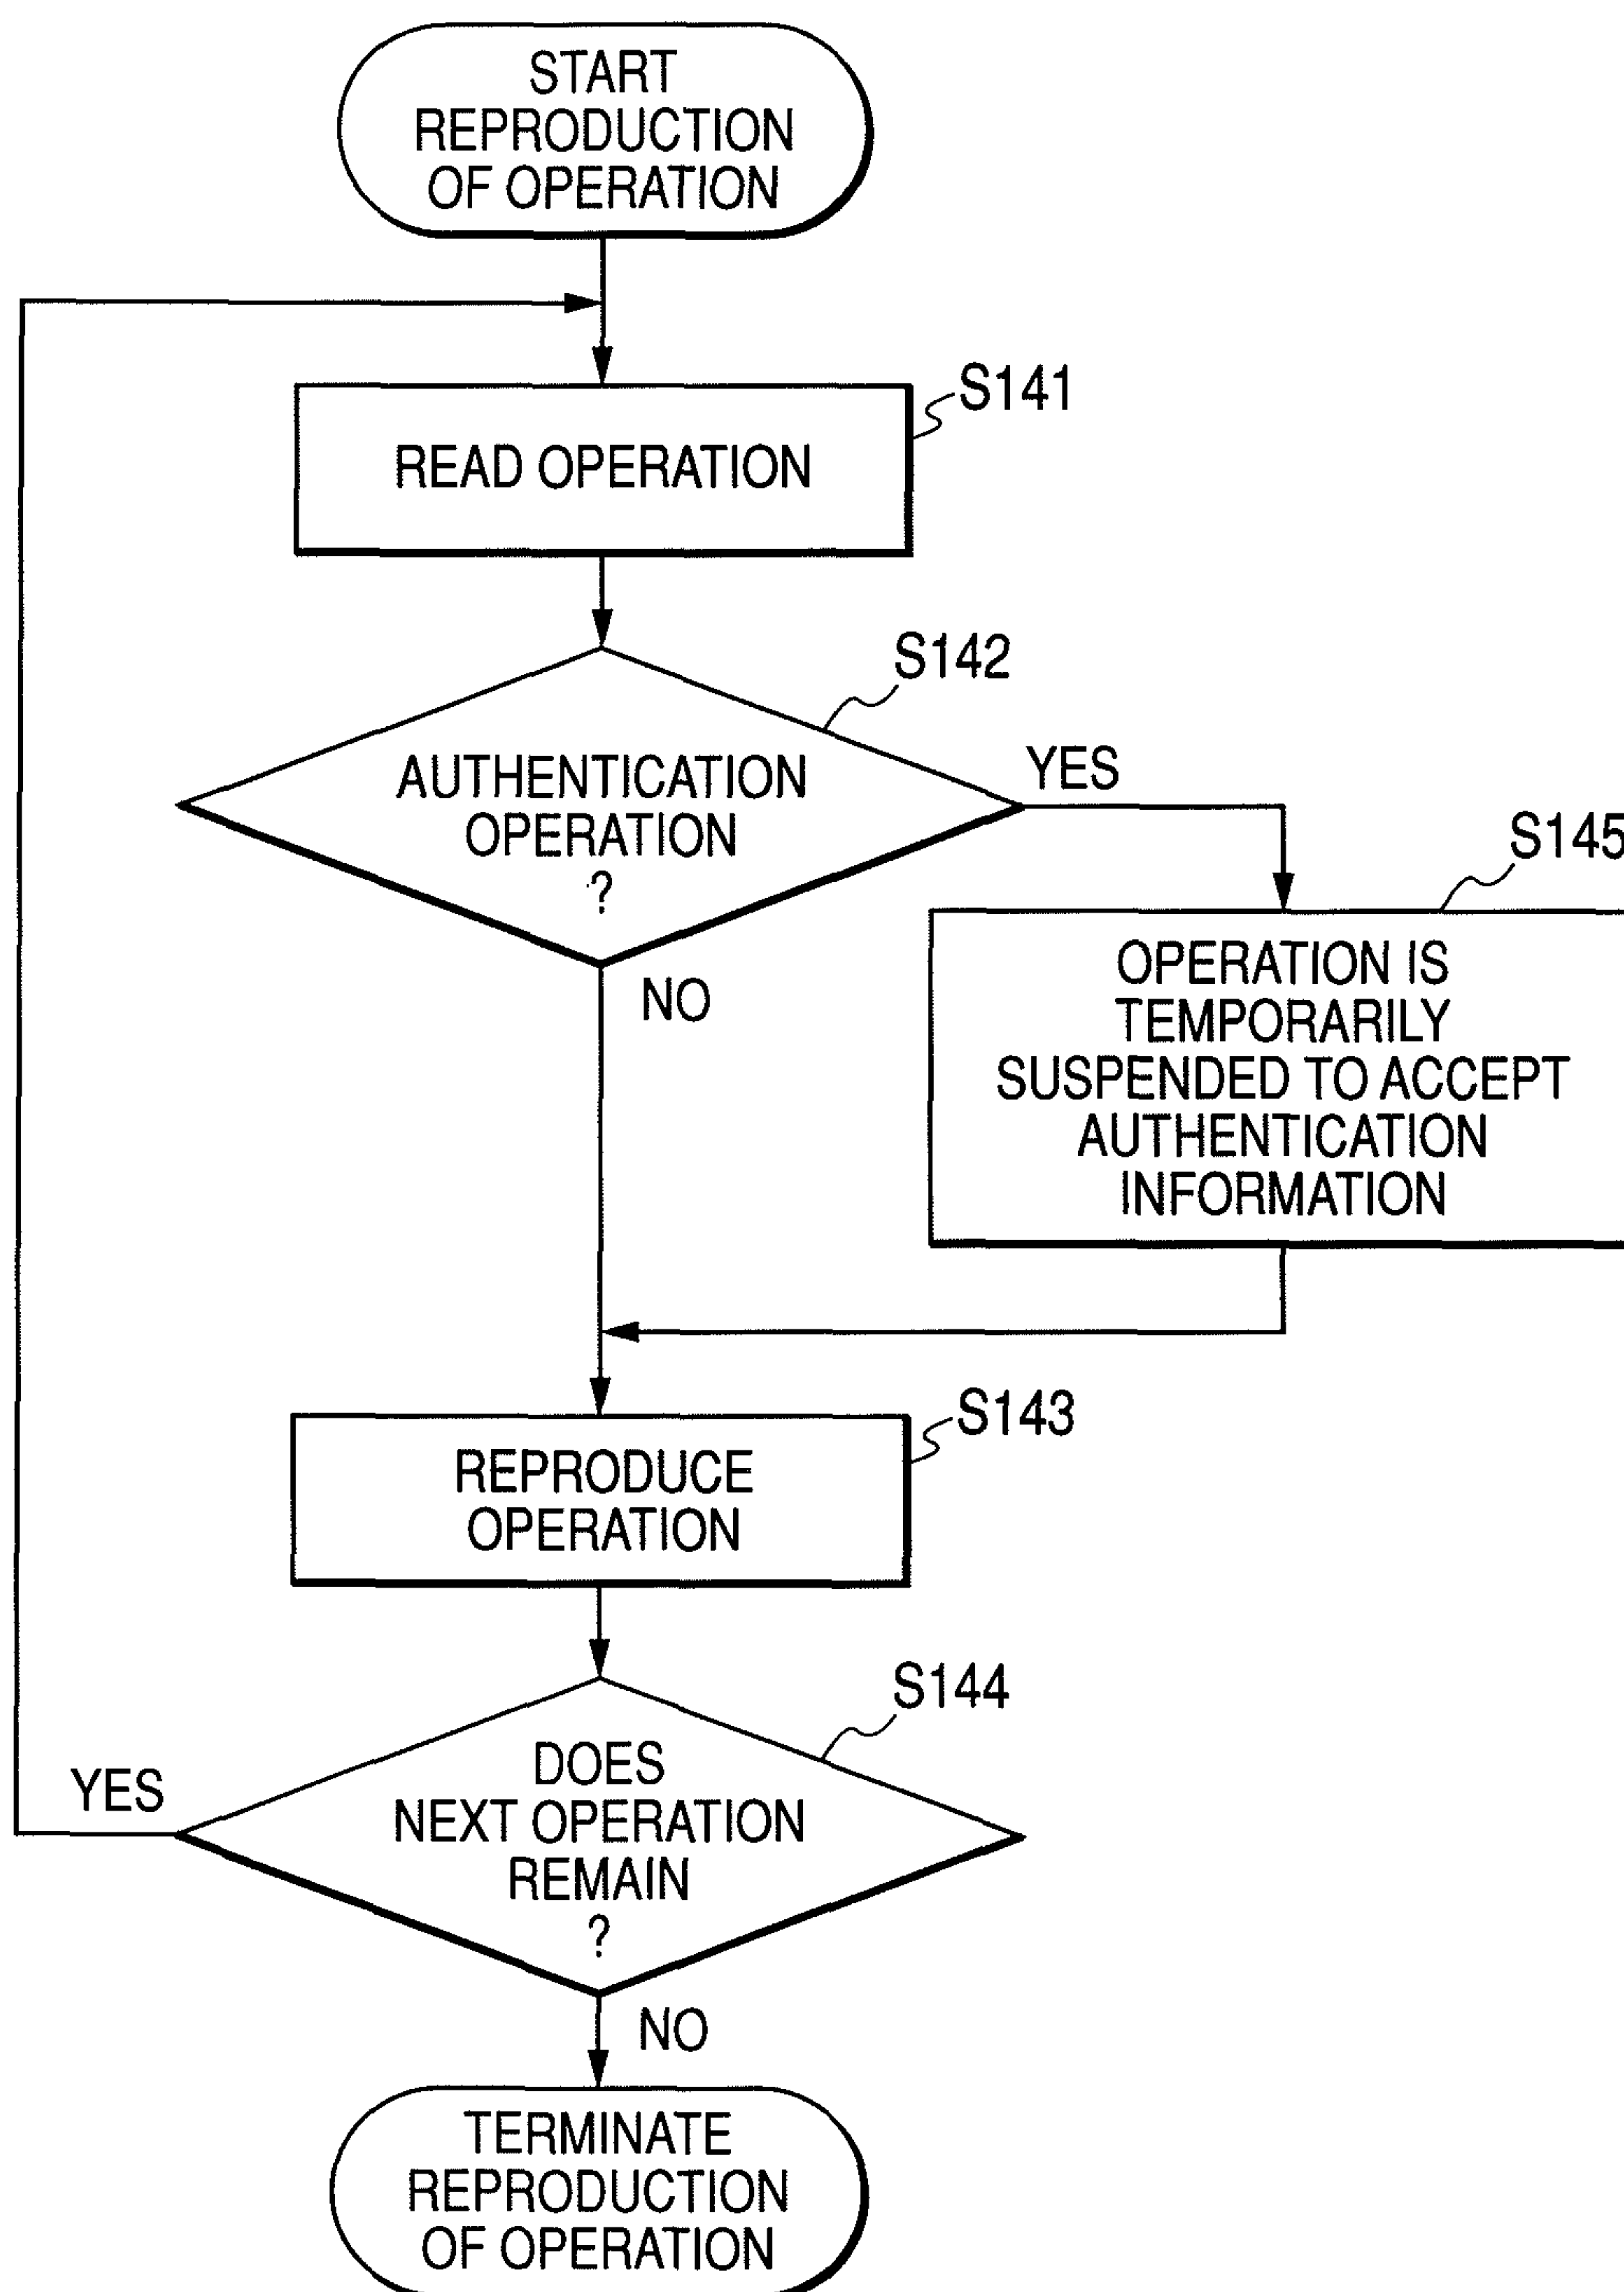 START
REPRODUCTION
OF OPERATION
S141
READ OPERATION
S142
AUTHENTICATION
OPERATION
?
YES
NO
S145
OPERATION IS
TEMPORARILY
SUSPENDED TO ACCEPT
AUTHENTICATION
INFORMATION
S143
REPRODUCE
OPERATION
S144
DOES
NEXT OPERATION
REMAIN
?
YES
NO
TERMINATE
REPRODUCTION
OF OPERATION